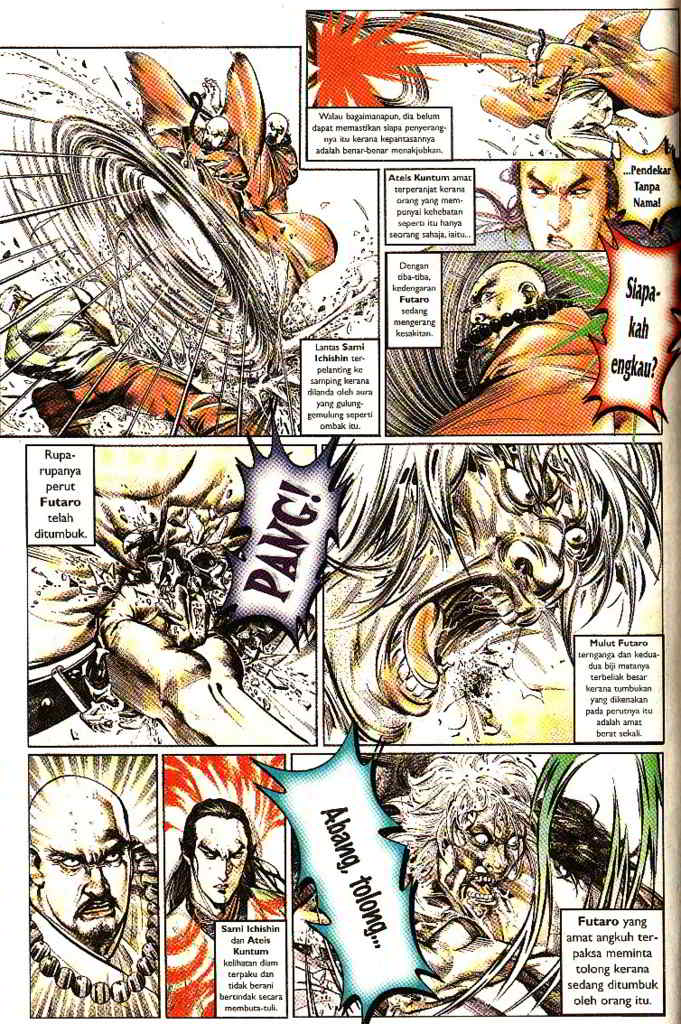 Walau bagaimanapun, dia belum
dapat memastikan siapa penyerang-
nya itu kerana kepantasannya
adalah benar-benar menakjubkan.
Ateis Kuntum amat
terperanjat kerana
orang yang mem-
punyai kehebatan
seperti itu hanya
seorang sahaja, iaitu...
...Pendekar
Tanpa
Nama!
Lantas Sami
Ichishin ter-
pelanting ke
samping kerana
dilanda oleh aura
yang gulung-
gemulung seperti
ombak itu.
Dengan
tiba-tiba,
kedengaran
Futaro
sedang
mengerang
kesakitan.
Siapa-
kah
engkau?
Rupa-
rupanya
perut
Futaro
telah
ditumbuk.
PANG!
Mulut Futaro
ternganga dan kedua-
dua biji matanya
terbeliak besar
kerana tumbukan
yang dikenakan
pada perutnya itu
adalah amat
berat sekali.
Sami Ichishin
dan Ateis
Kuntum
kelihatan diam
terpaku dan
tidak berani
bertindak secara
membuta-tuli.
Abang, tolong...
Futaro yang
amat angkuh ter-
paksa meminta
tolong kerana
sedang ditumbuk
oleh orang itu.